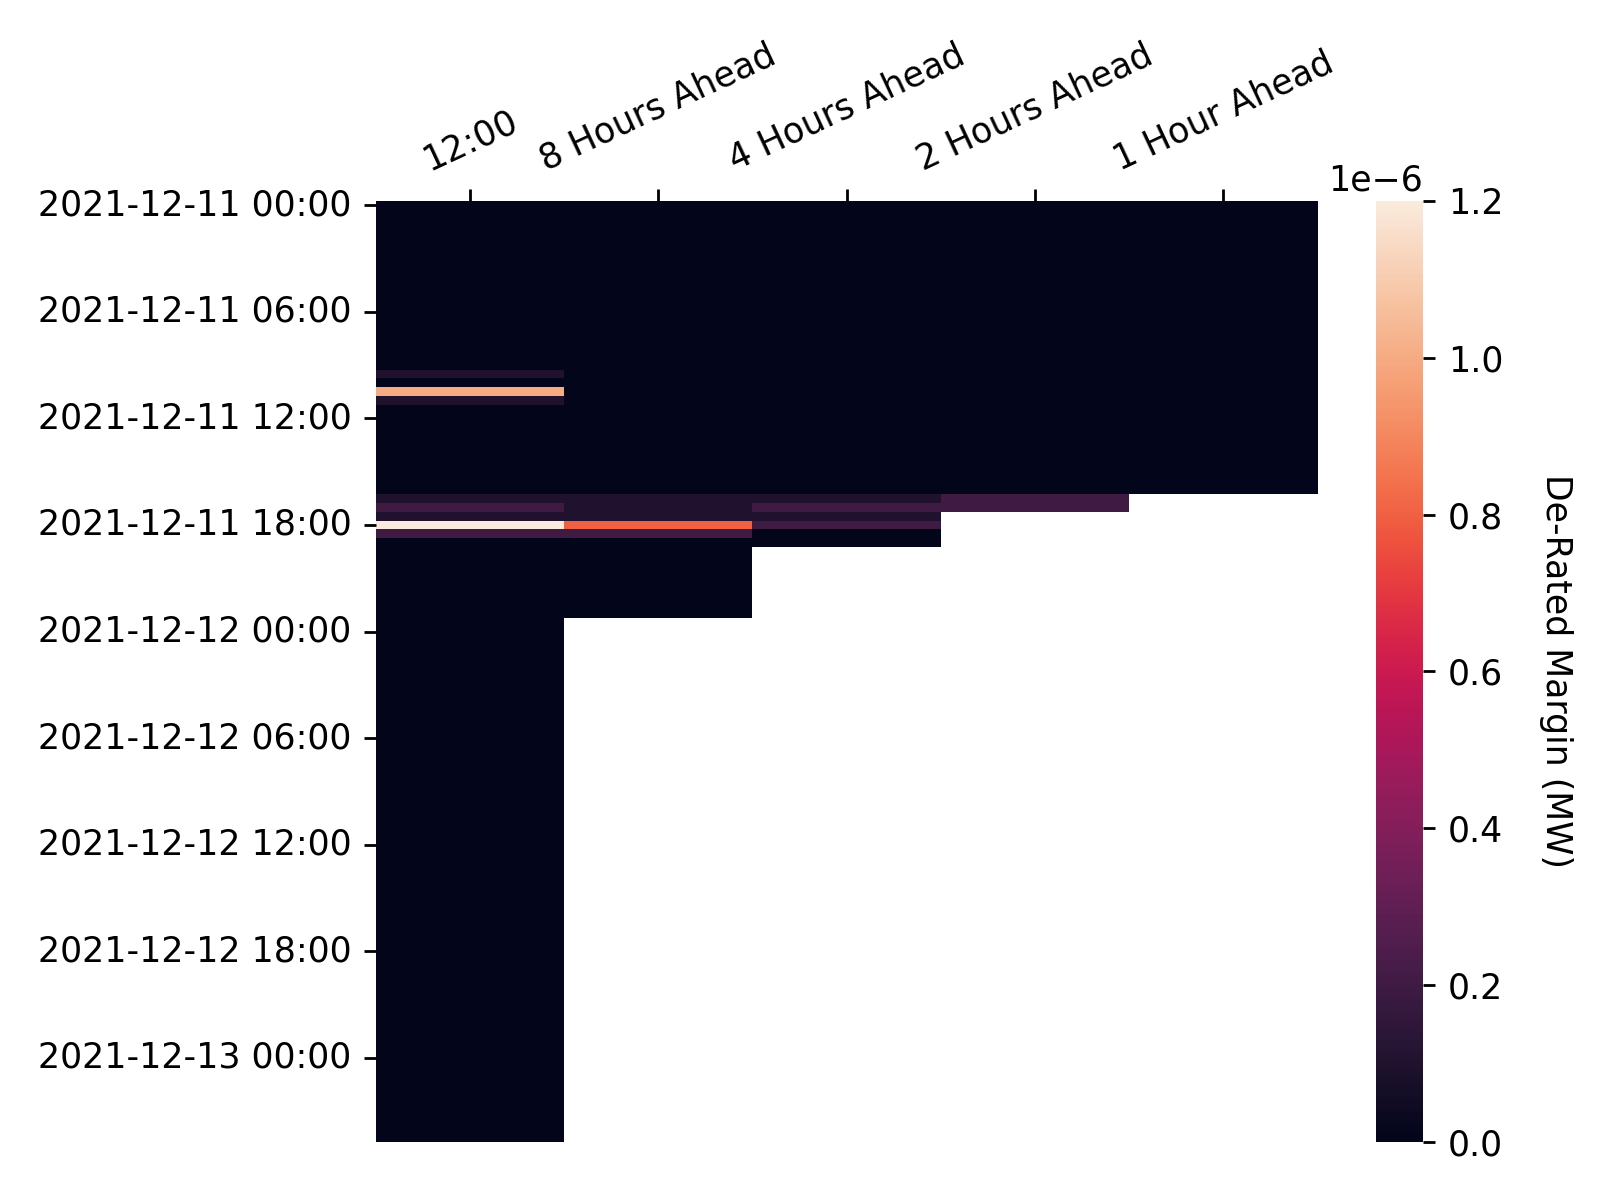 12:00
8 Hours Ahead
4 Hours Ahead
2 Hours Ahead
1 Hour Ahead
2021-12-11 00:00
2021-12-11 06:00
2021-12-11 12:00
2021-12-11 18:00
2021-12-12 00:00
2021-12-12 06:00
2021-12-12 12:00
2021-12-12 18:00
2021-12-13 00:00
1e−6
1.2
1.0
0.8
0.6
0.4
0.2
0.0
De-Rated Margin (MW)